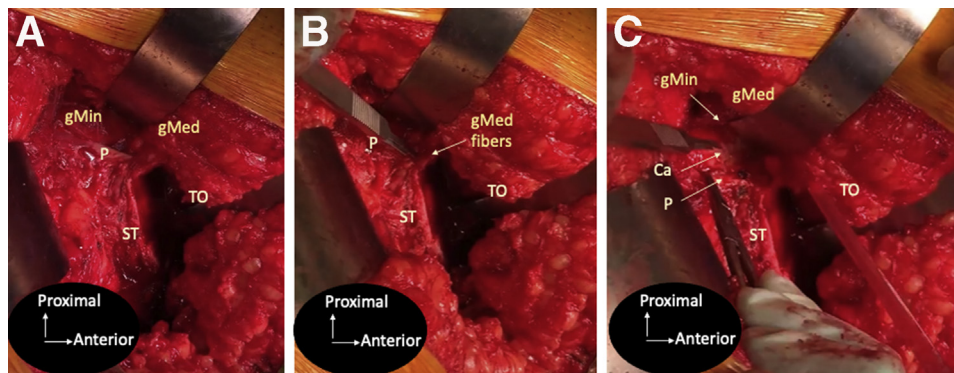 A
gMin
gMed
P
TO
ST
Proximal
Anterior
B
gMed
fibers
P
TO
ST
Proximal
Anterior
C
gMin
gMed
Ca
P
TO
ST
Proximal
Anterior